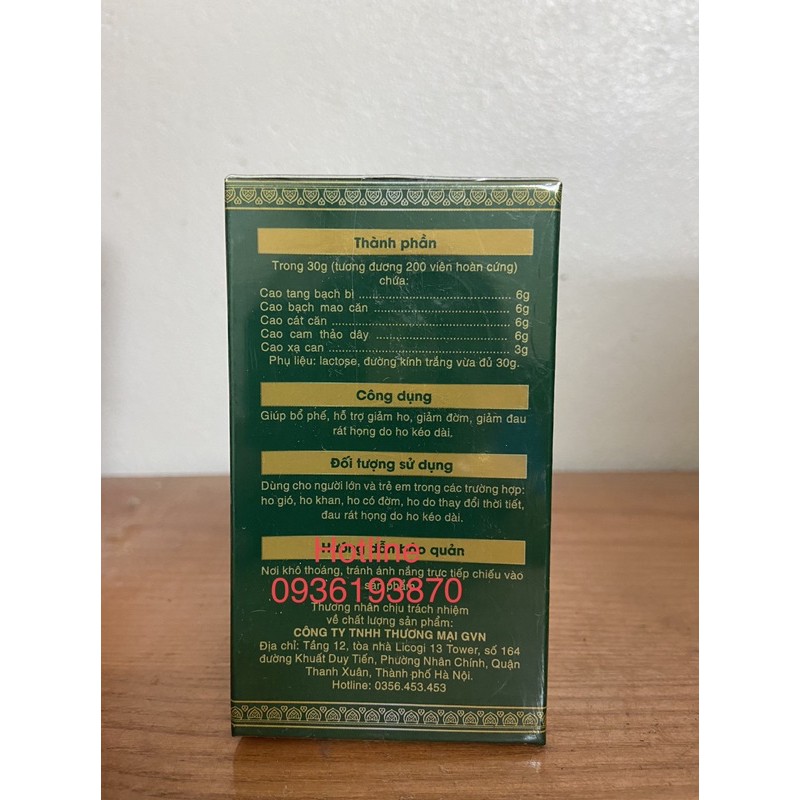 Thành phần
Trong 30g (tương đương 200 viên hoàn cứng)
chứa:
Cao tang bạch bì ........................................ 6g
Cao bạch mao căn ..................................... 6g
Cao cát căn ............................................... 6g
Cao cam thảo dây ................................... 6g
Cao xạ can ............................................... 3g
Phụ liệu: lactose, đường kính trắng vừa đủ 30g.
Công dụng
Giúp bổ phế, hỗ trợ giảm ho, giảm đờm, giảm đau
rát họng do ho kéo dài.
Đối tượng sử dụng
Dùng cho người lớn và trẻ em trong các trường hợp:
ho gió, ho khan, ho có đờm, ho do thay đổi thời tiết,
đau rát họng do ho kéo dài.
Hướng dẫn bảo quản
Hotline
Nơi khô thoáng, tránh ánh nắng trực tiếp chiếu vào
sản phẩm
0936193870
Thương nhân chịu trách nhiệm
về chất lượng sản phẩm:
CÔNG TY TNHH THƯƠNG MẠI GVN
Địa chỉ: Tầng 12, tòa nhà Licogi 13 Tower, số 164
đường Khuất Duy Tiến, Phường Nhân Chính, Quận
Thanh Xuân, Thành phố Hà Nội.
Hotline: 0356.453.453